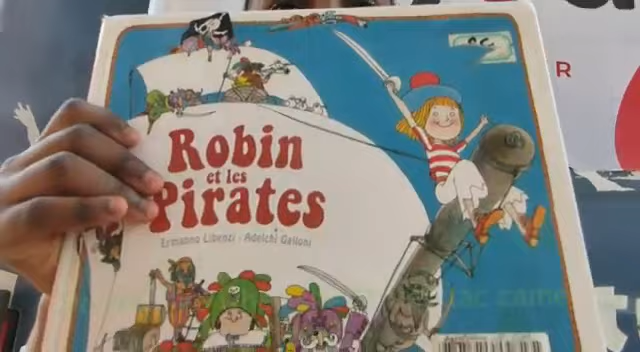 Robin
et les
Pirates
Ermanno Libenzi - Adelchi Galloni
R